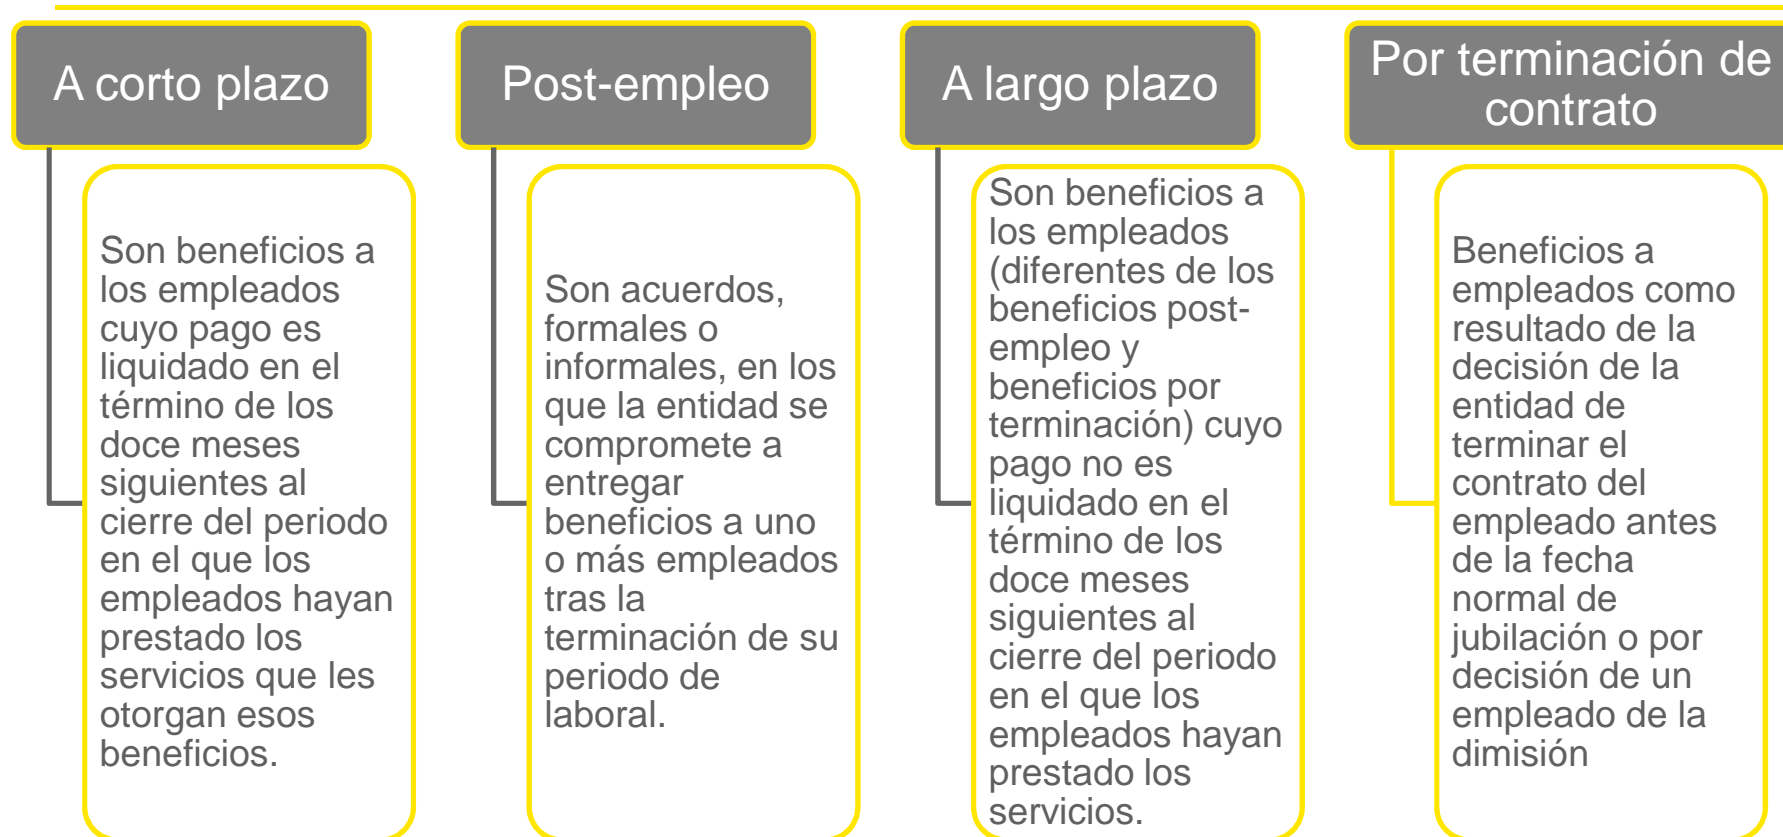 A corto plazo
Son beneficios a
los empleados
cuyo pago es
liquidado en el
término de los
doce meses
siguientes al
cierre del periodo
en el que los
empleados hayan
prestado los
servicios que les
otorgan esos
beneficios.
Post-empleo
Son acuerdos,
formales o
informales, en los
que la entidad se
compromete a
entregar
beneficios a uno
o más empleados
tras la
terminación de su
periodo de
laboral.
A largo plazo
Son beneficios a
los empleados
(diferentes de los
beneficios post-
empleo y
beneficios por
terminación) cuyo
pago no es
liquidado en el
término de los
doce meses
siguientes al
cierre del periodo
en el que los
empleados hayan
prestado los
servicios.
Por terminación de
contrato
Beneficios a
empleados como
resultado de la
decisión de la
entidad de
terminar el
contrato del
empleado antes
de la fecha
normal de
jubilación o por
decisión de un
empleado de la
dimisión